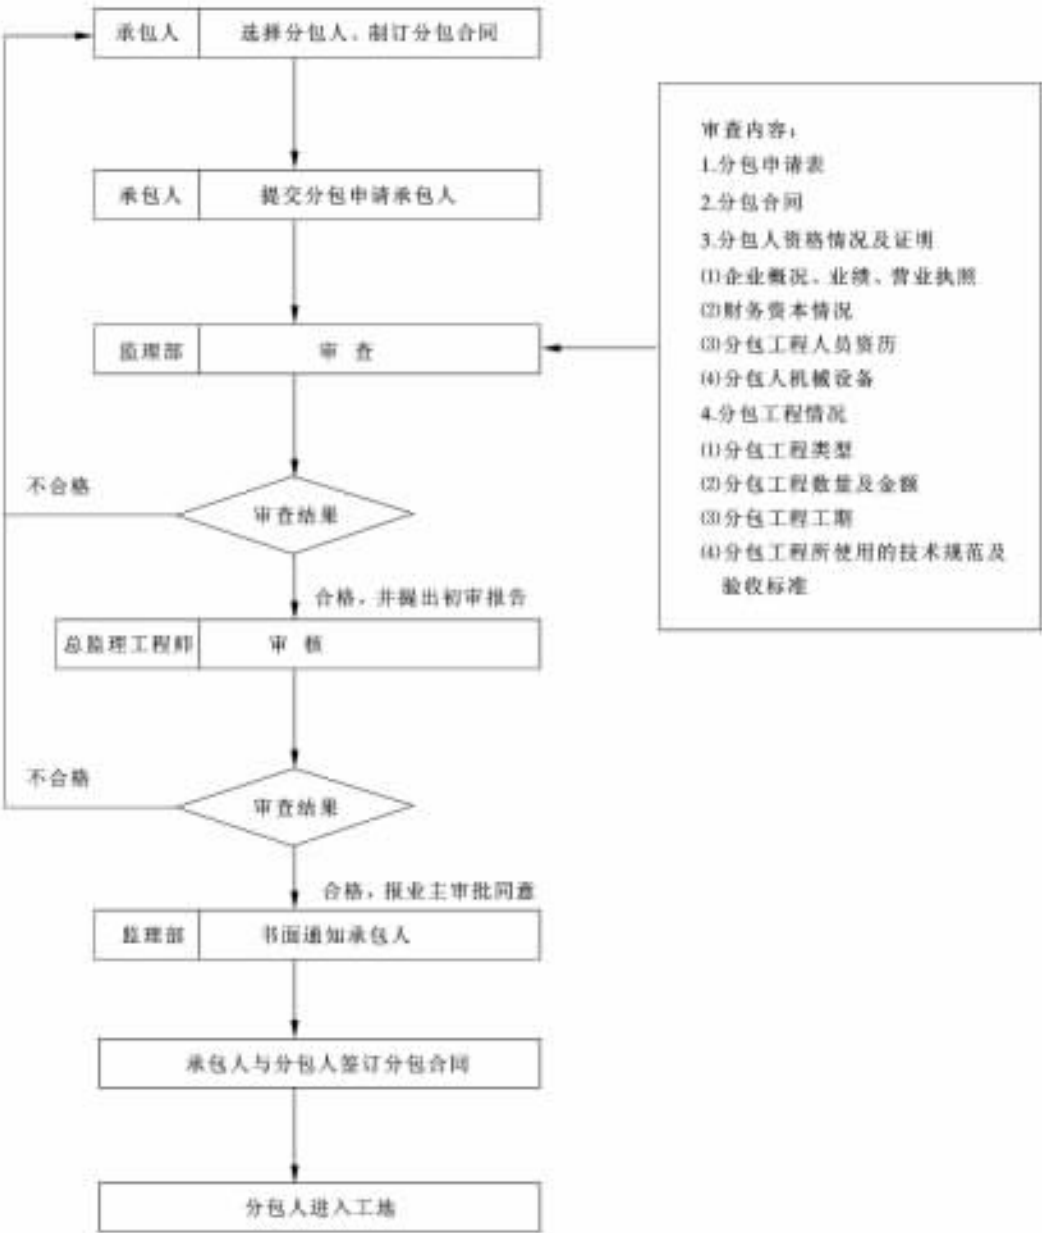 承包人 选择分包人、制订分包合同
承包人 提交分包申请承包人
监理部 审 查
审查内容：
1.分包申请表
2.分包合同
3.分包人资格情况及证明
⑴企业概况、业绩、营业执照
⑵财务资本情况
⑶分包工程人员资历
⑷分包人机械设备
4.分包工程情况
⑴分包工程类型
⑵分包工程数量及金额
⑶分包工程工期
⑷分包工程所使用的技术规范及
验收标准
不合格
审查结果
合格，并提出初审报告
总监理工程师 审 核
不合格
审查结果
合格，报业主审批同意
监理部 书面通知承包人
承包人与分包人签订分包合同
分包人进入工地